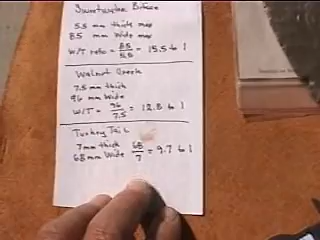 5.5 mm thick max
85 mm wide max
W/T ratio = 85/5.5 = 15.5 to 1
Walnut Creek
7.5 mm thick
96 mm Wide
W/T = 96/7.5 = 12.8 to 1
Turkey Tail
7mm thick 68/7 = 9.7 to 1
68mm Wide